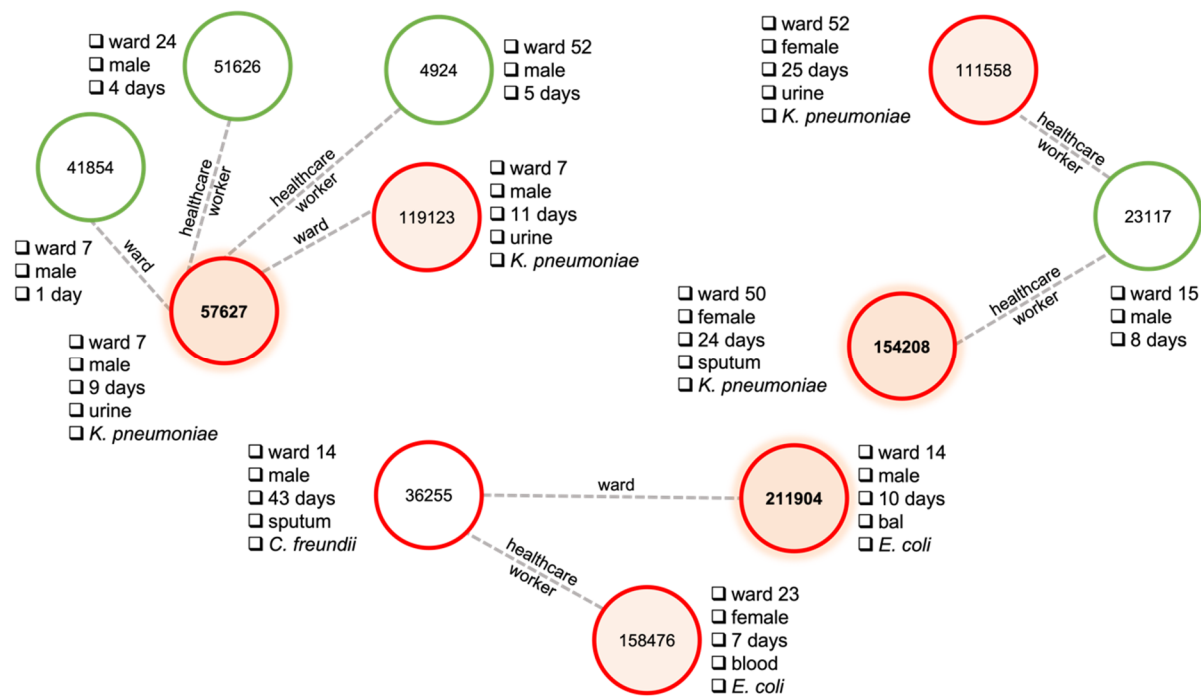 ❑ ward 24
❑ male
❑ 4 days
51626
4924
❑ ward 52
❑ male
❑ 5 days
41854
healthcare
worker
healthcare
worker
ward
ward
119123
❑ ward 7
❑ male
❑ 11 days
❑ urine
❑ K. pneumoniae
❑ ward 7
❑ male
❑ 1 day
57627
❑ ward 7
❑ male
❑ 9 days
❑ urine
❑ K. pneumoniae
❑ ward 52
❑ female
❑ 25 days
❑ urine
❑ K. pneumoniae
111558
healthcare
worker
23117
❑ ward 15
❑ male
❑ 8 days
healthcare
worker
❑ ward 50
❑ female
❑ 24 days
❑ sputum
❑ K. pneumoniae
154208
❑ ward 14
❑ male
❑ 43 days
❑ sputum
❑ C. freundii
36255
ward
211904
❑ ward 14
❑ male
❑ 10 days
❑ bal
❑ E. coli
healthcare
worker
158476
❑ ward 23
❑ female
❑ 7 days
❑ blood
❑ E. coli